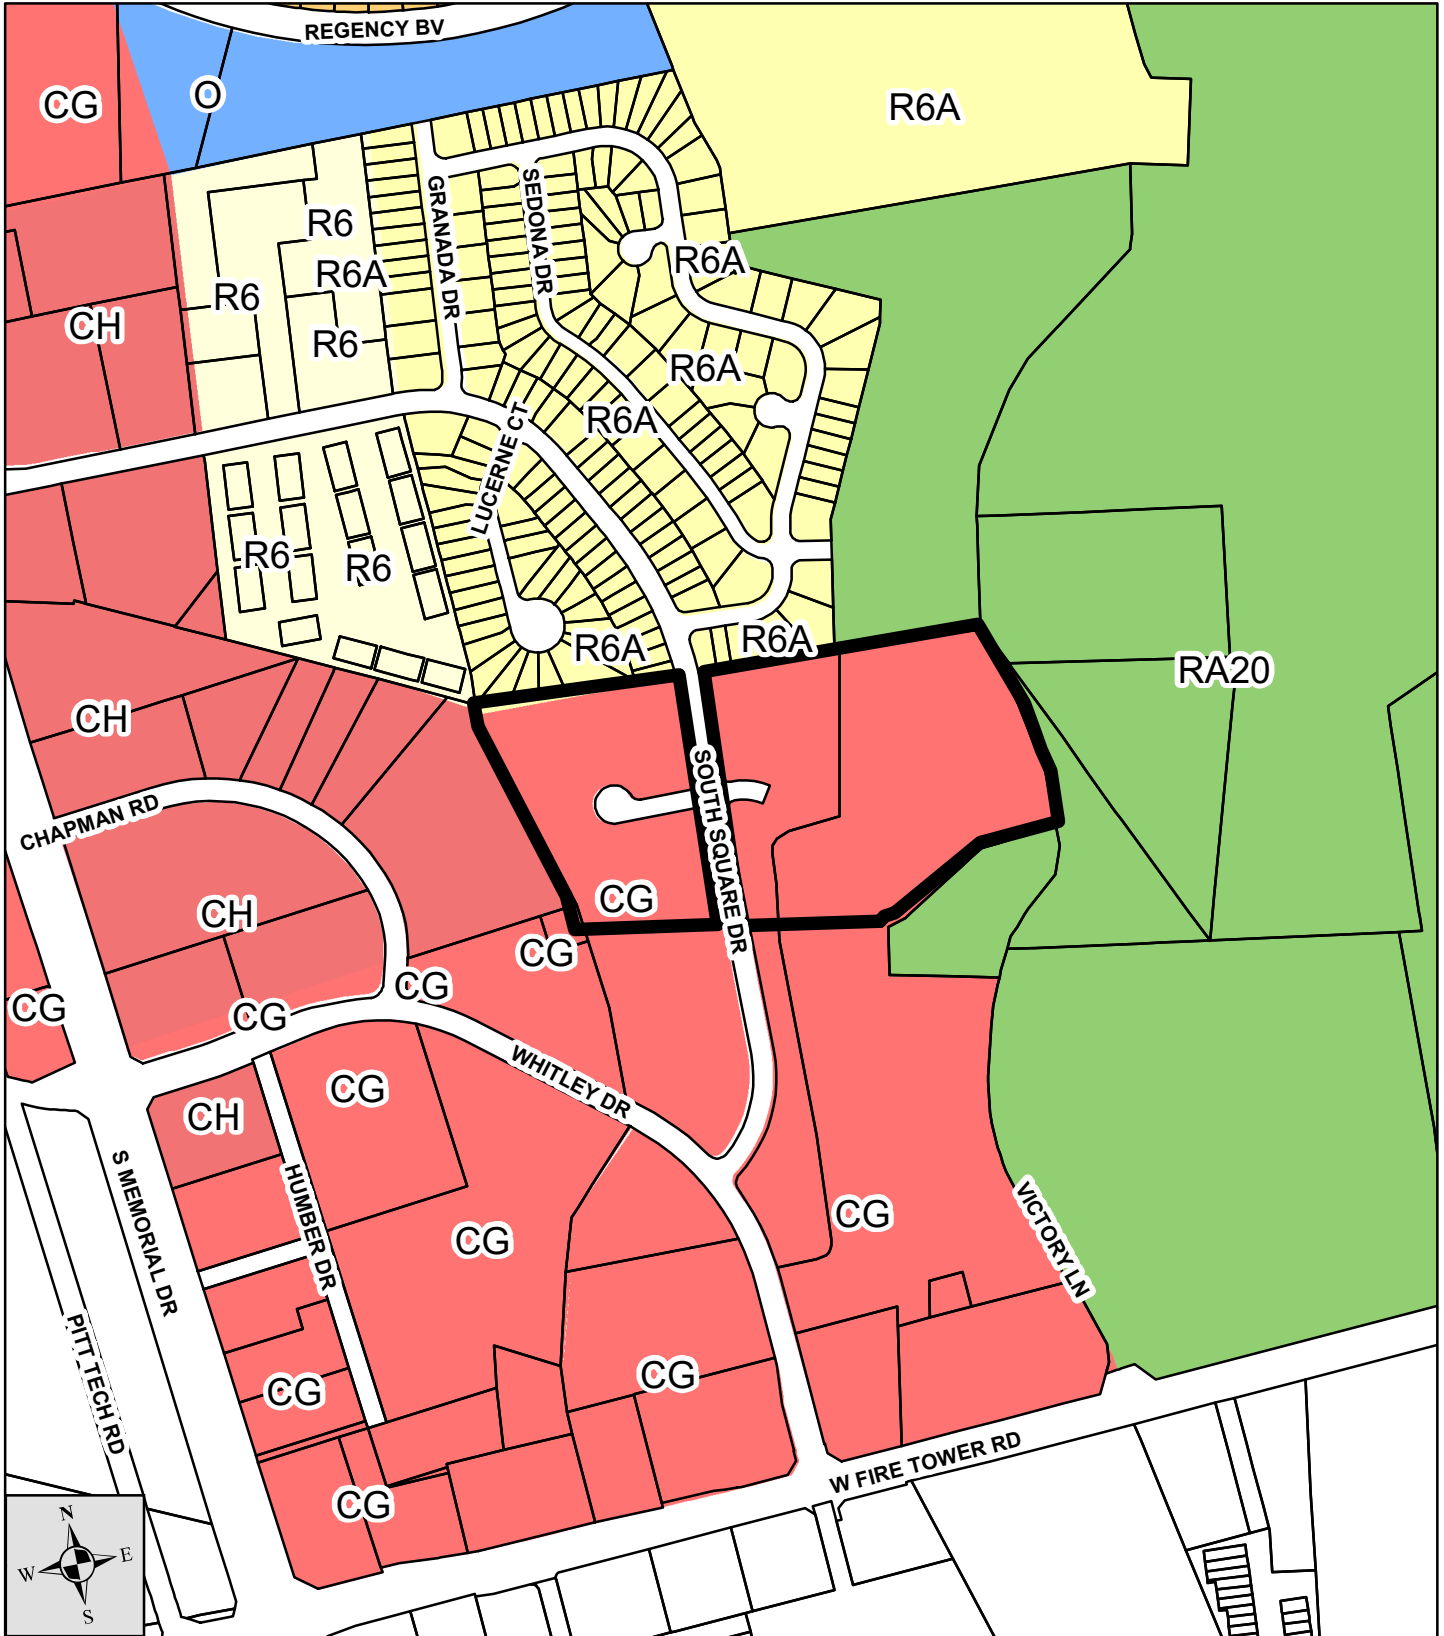 REGENCY BV
CG
O
R6A
GRANADA DR
SEDONA DR
R6
R6A
R6A
R6
CH
R6
R6A
R6A
LUCERNE CT
R6
R6
R6A
R6A
RA20
CH
SOUTH SQUARE DR
CHAPMAN RD
CG
CH
CG
CG
CG
CG
WHITLEY DR
CG
CH
S MEMORIAL DR
HUMBER DR
CG
CG
VICTORY LN
PITT TECH RD
CG
CG
W FIRE TOWER RD
CG
N
W
E
S